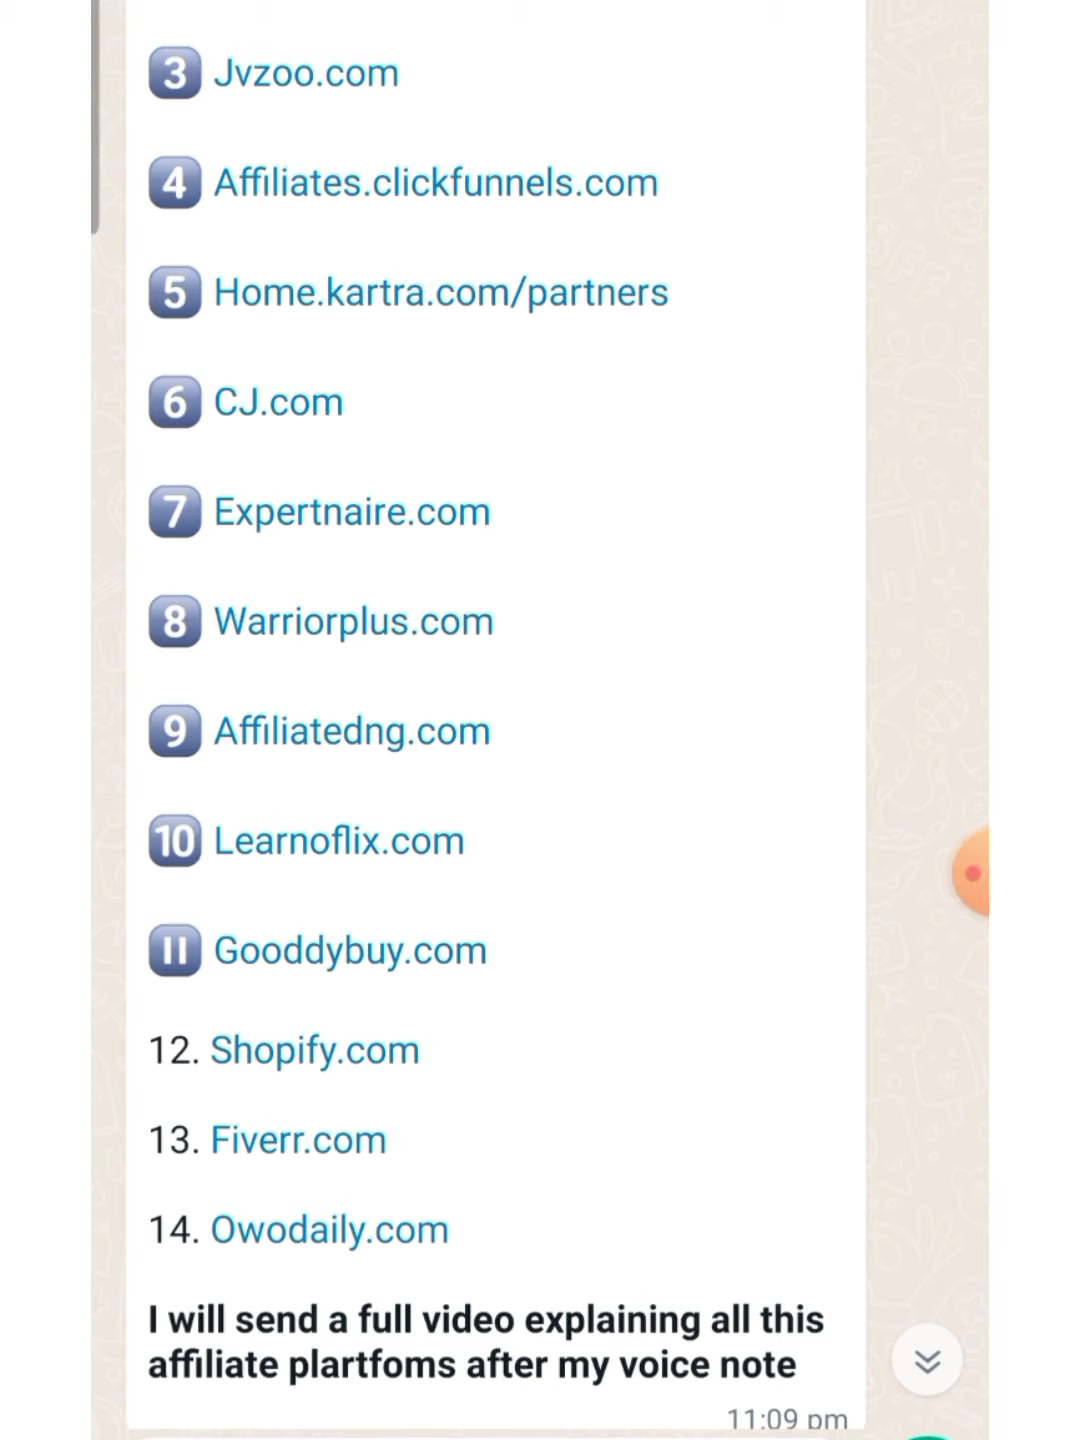 3 Jvzoo.com
4 Affiliates.clickfunnels.com
5 Home.kartra.com/partners
6 CJ.com
7 Expertnaire.com
8 Warriorplus.com
9 Affiliatedng.com
10 Learnoflix.com
⏸ Gooddybuy.com
12. Shopify.com
13. Fiverr.com
14. Owodaily.com
I will send a full video explaining all this
affiliate plartfoms after my voice note
11:09 pm